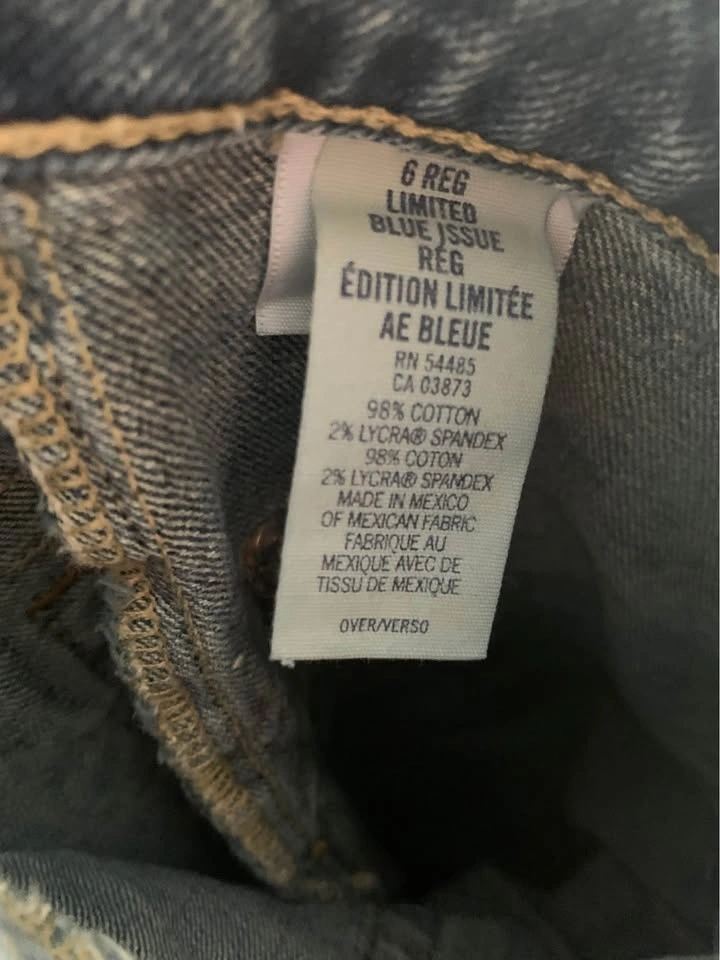 6 REG
LIMITED
BLUE ISSUE
REG
ÉDITION LIMITÉE
AE BLEUE
RN 54485
CA 03873
98% COTTON
2% LYCRA® SPANDEX
98% COTON
2% LYCRA® SPANDEX
MADE IN MEXICO
OF MEXICAN FABRIC
FABRIQUE AU
MEXIQUE AVEC DE
TISSU DE MEXIQUE
OVER/VERSO